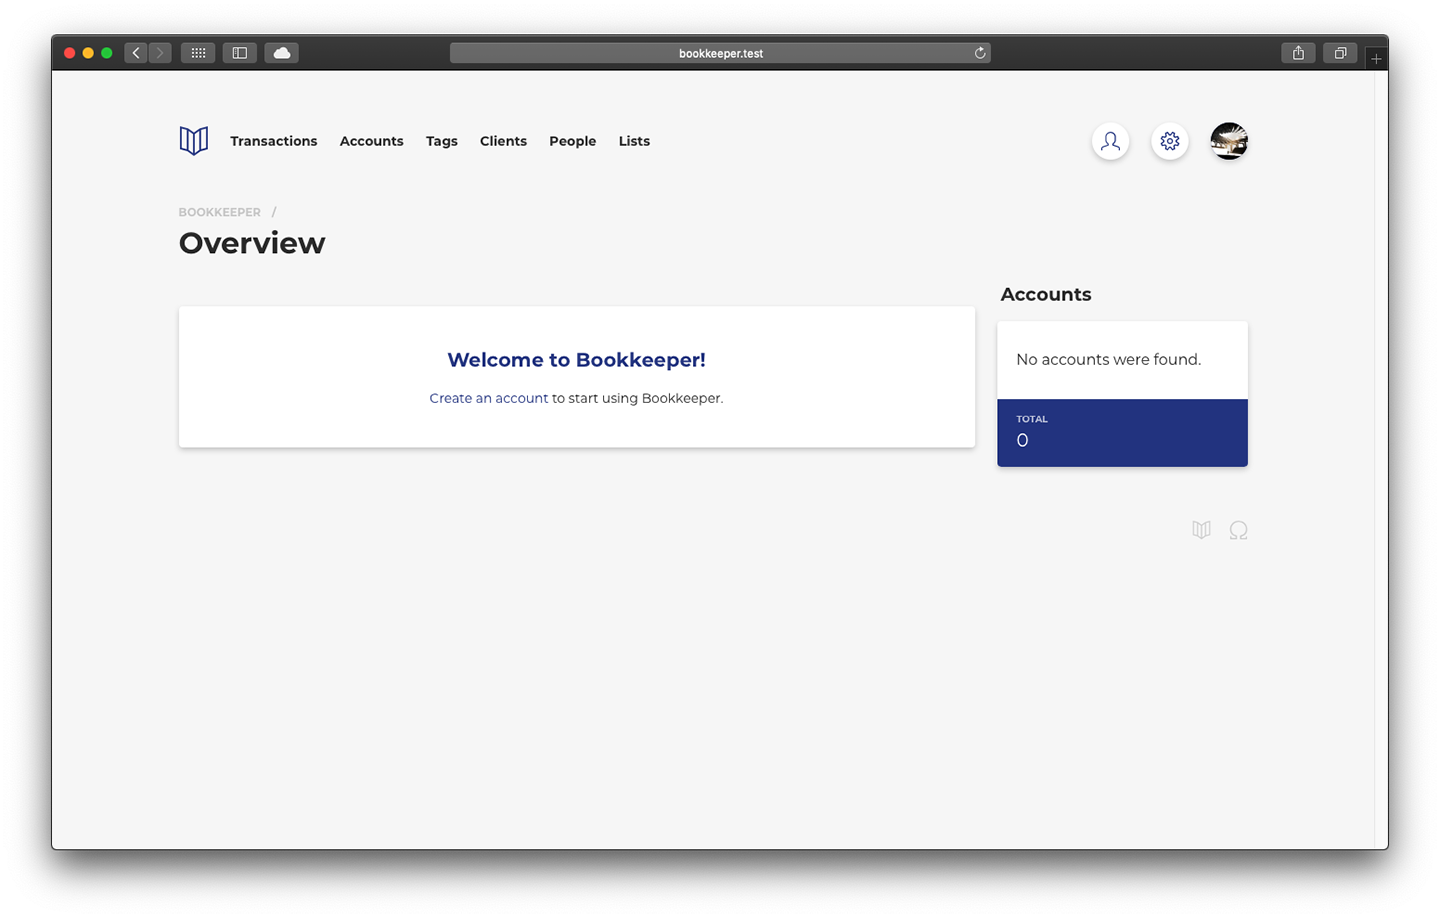 bookkeeper.test
Transactions Accounts Tags Clients People Lists
BOOKKEEPER /
Overview
Accounts
Welcome to Bookkeeper!
Create an account to start using Bookkeeper.
No accounts were found.
TOTAL
0